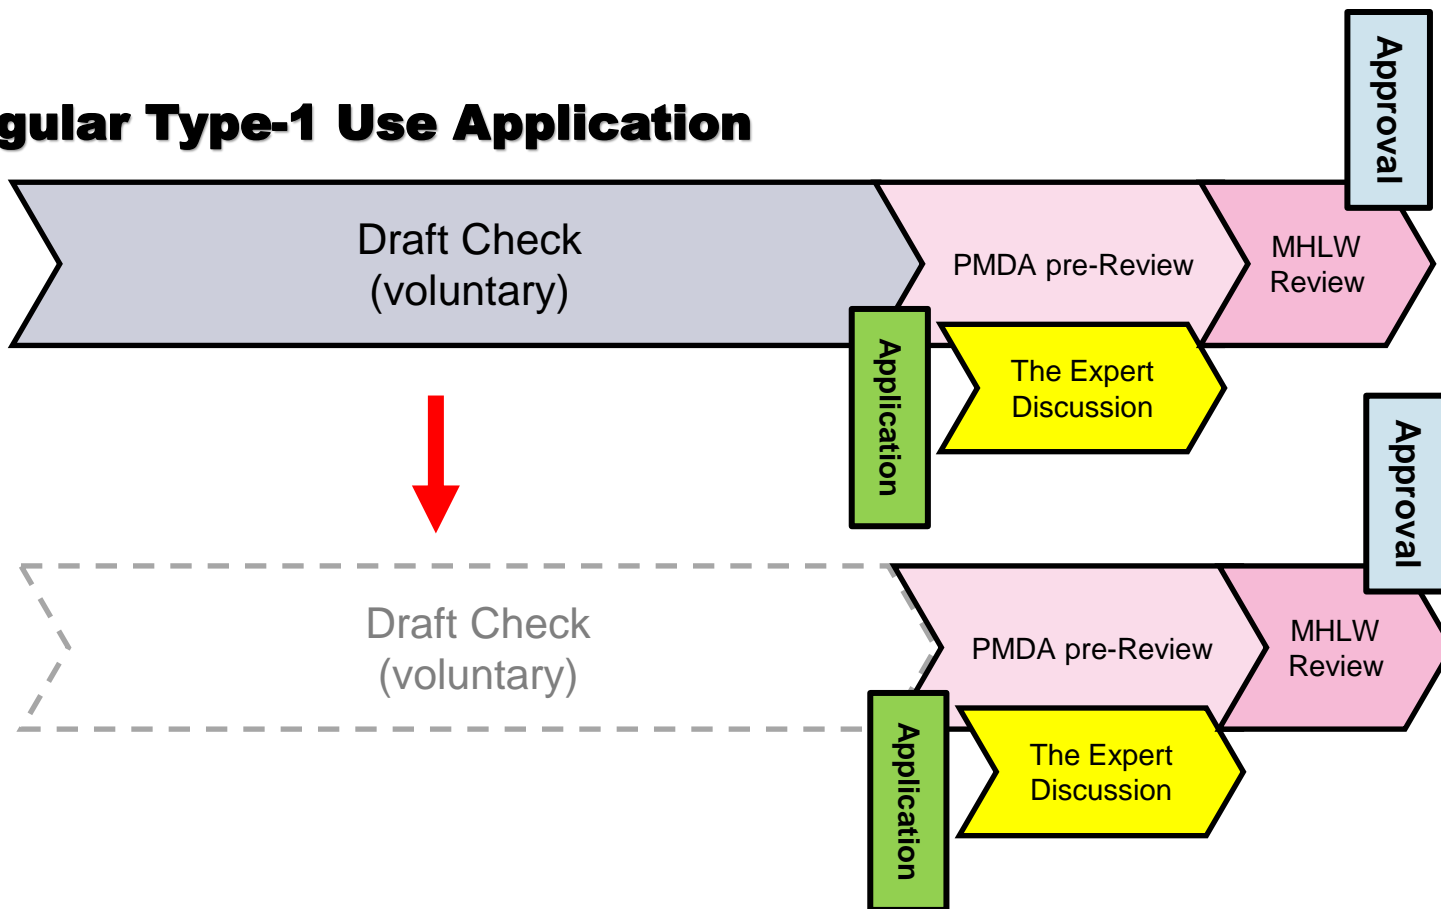 gular Type-1 Use Application
Approval
Draft Check
(voluntary)
PMDA pre-Review
MHLW
Review
Application
The Expert
Discussion
Approval
Draft Check
(voluntary)
PMDA pre-Review
MHLW
Review
Application
The Expert
Discussion